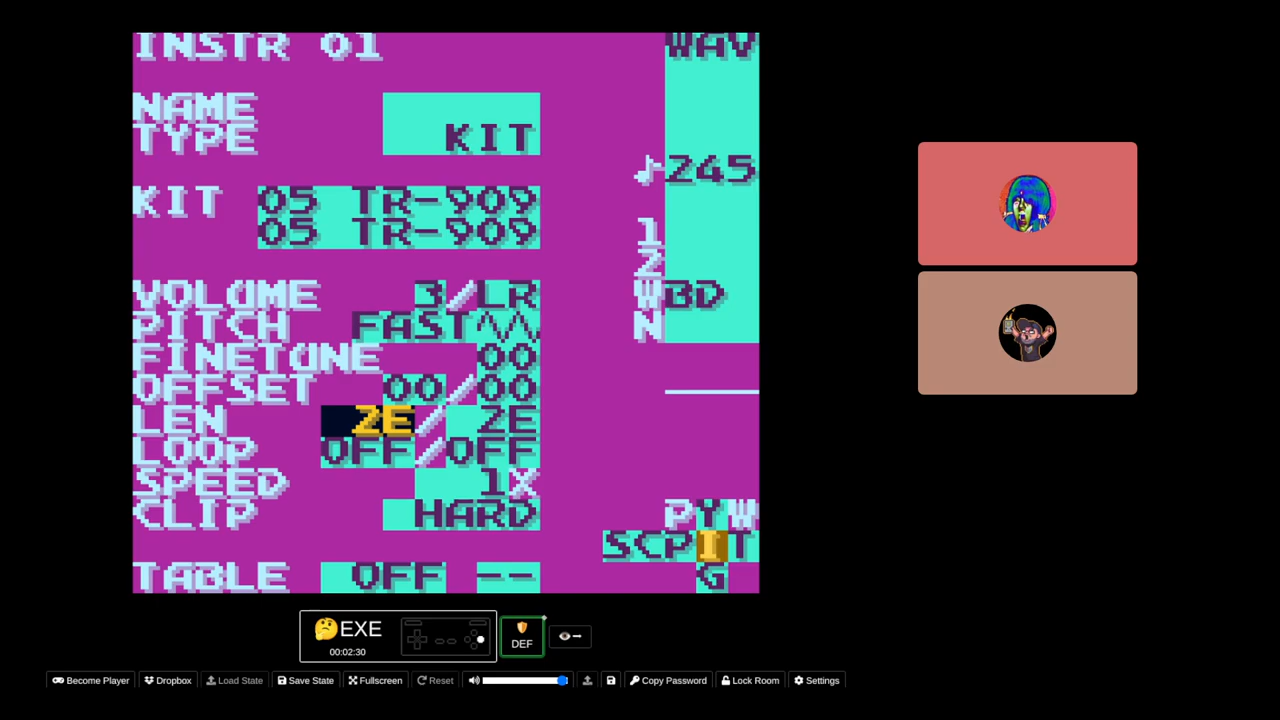 INSTR 01
WAV
NAME
TYPE KIT
♪245
KIT 05 TR-909
05 TR-909
1
2
W BD
N
VOLUME 3/LR
PITCH FAST^^
FINETUNE 00
OFFSET 00/00
LEN 2E/2E
LOOP OFF/OFF
SPEED 1X
CLIP HARD
PYW
SCPIT
G
TABLE OFF --
🤔EXE
00:02:30
DEF
Become Player
Dropbox
Load State
Save State
Fullscreen
Reset
Copy Password
Lock Room
Settings